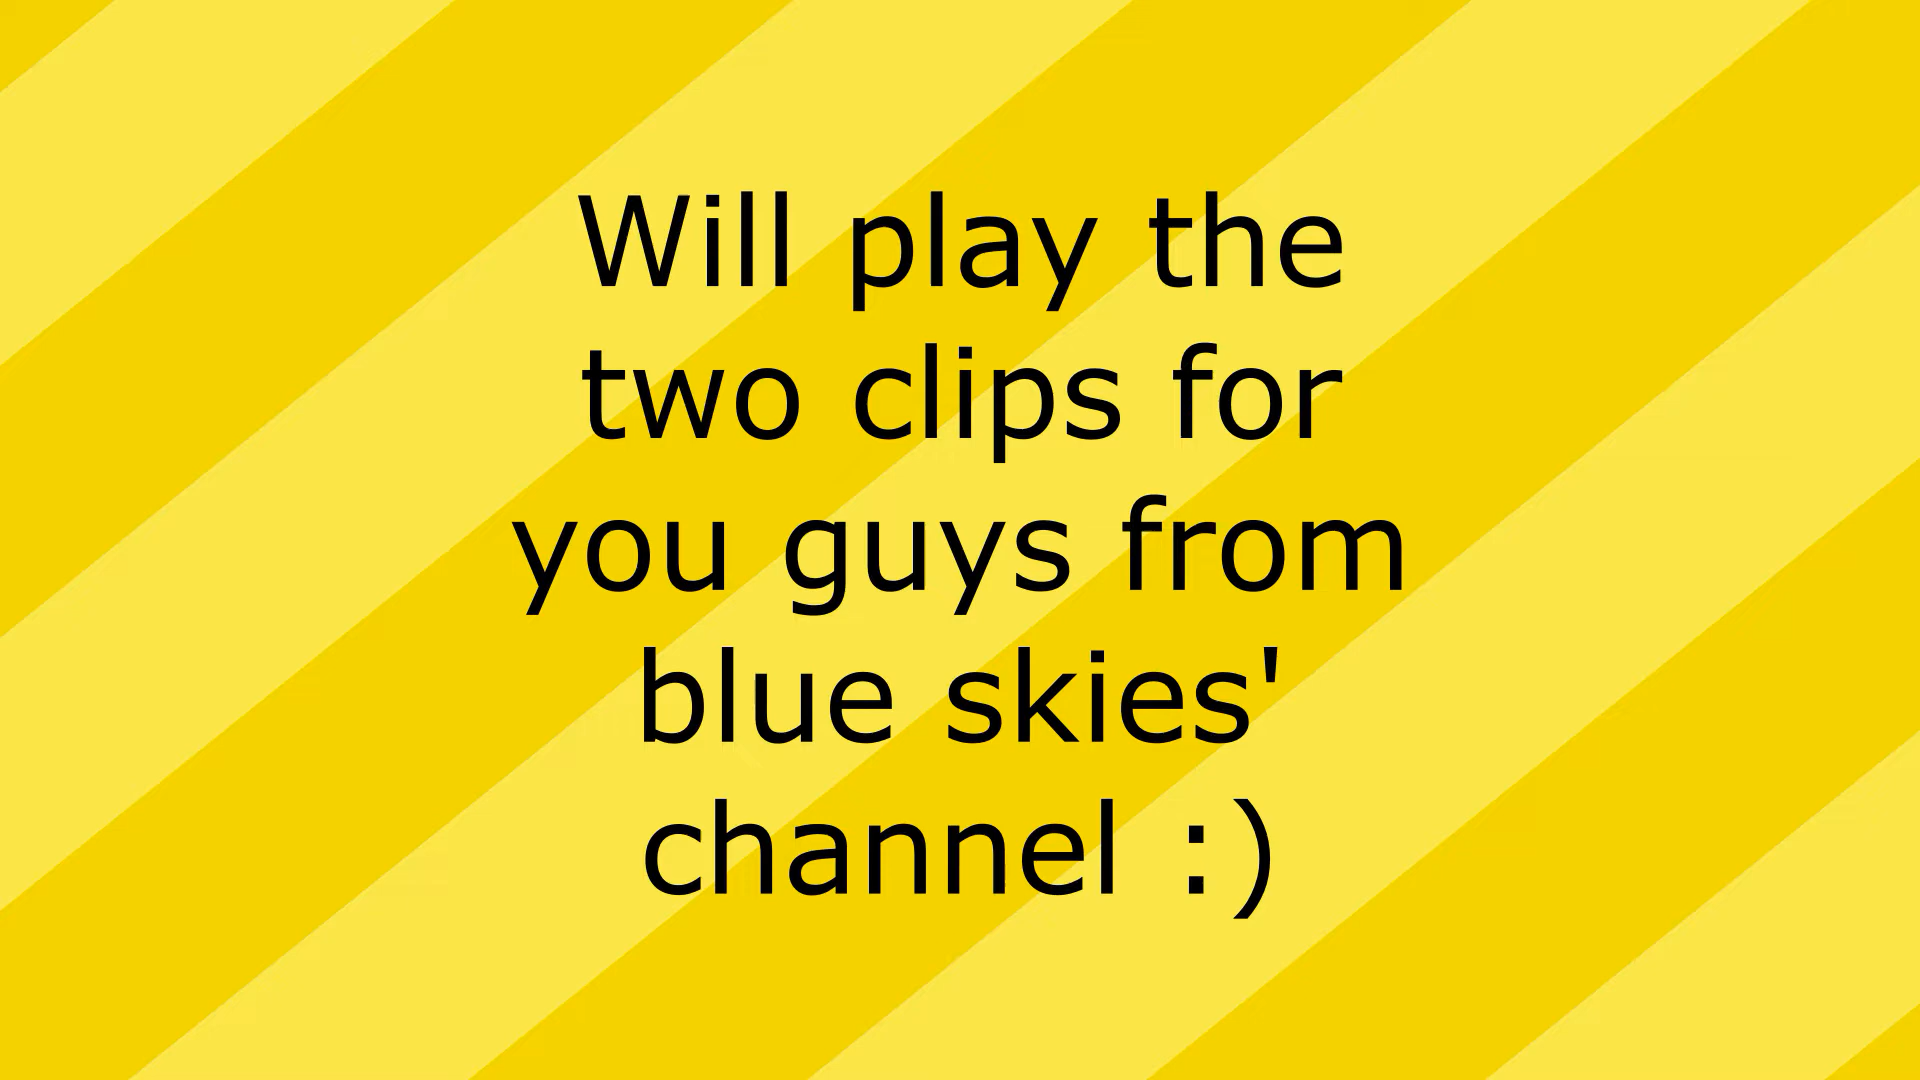 Will play the
two clips for
you guys from
blue skies'
channel :)